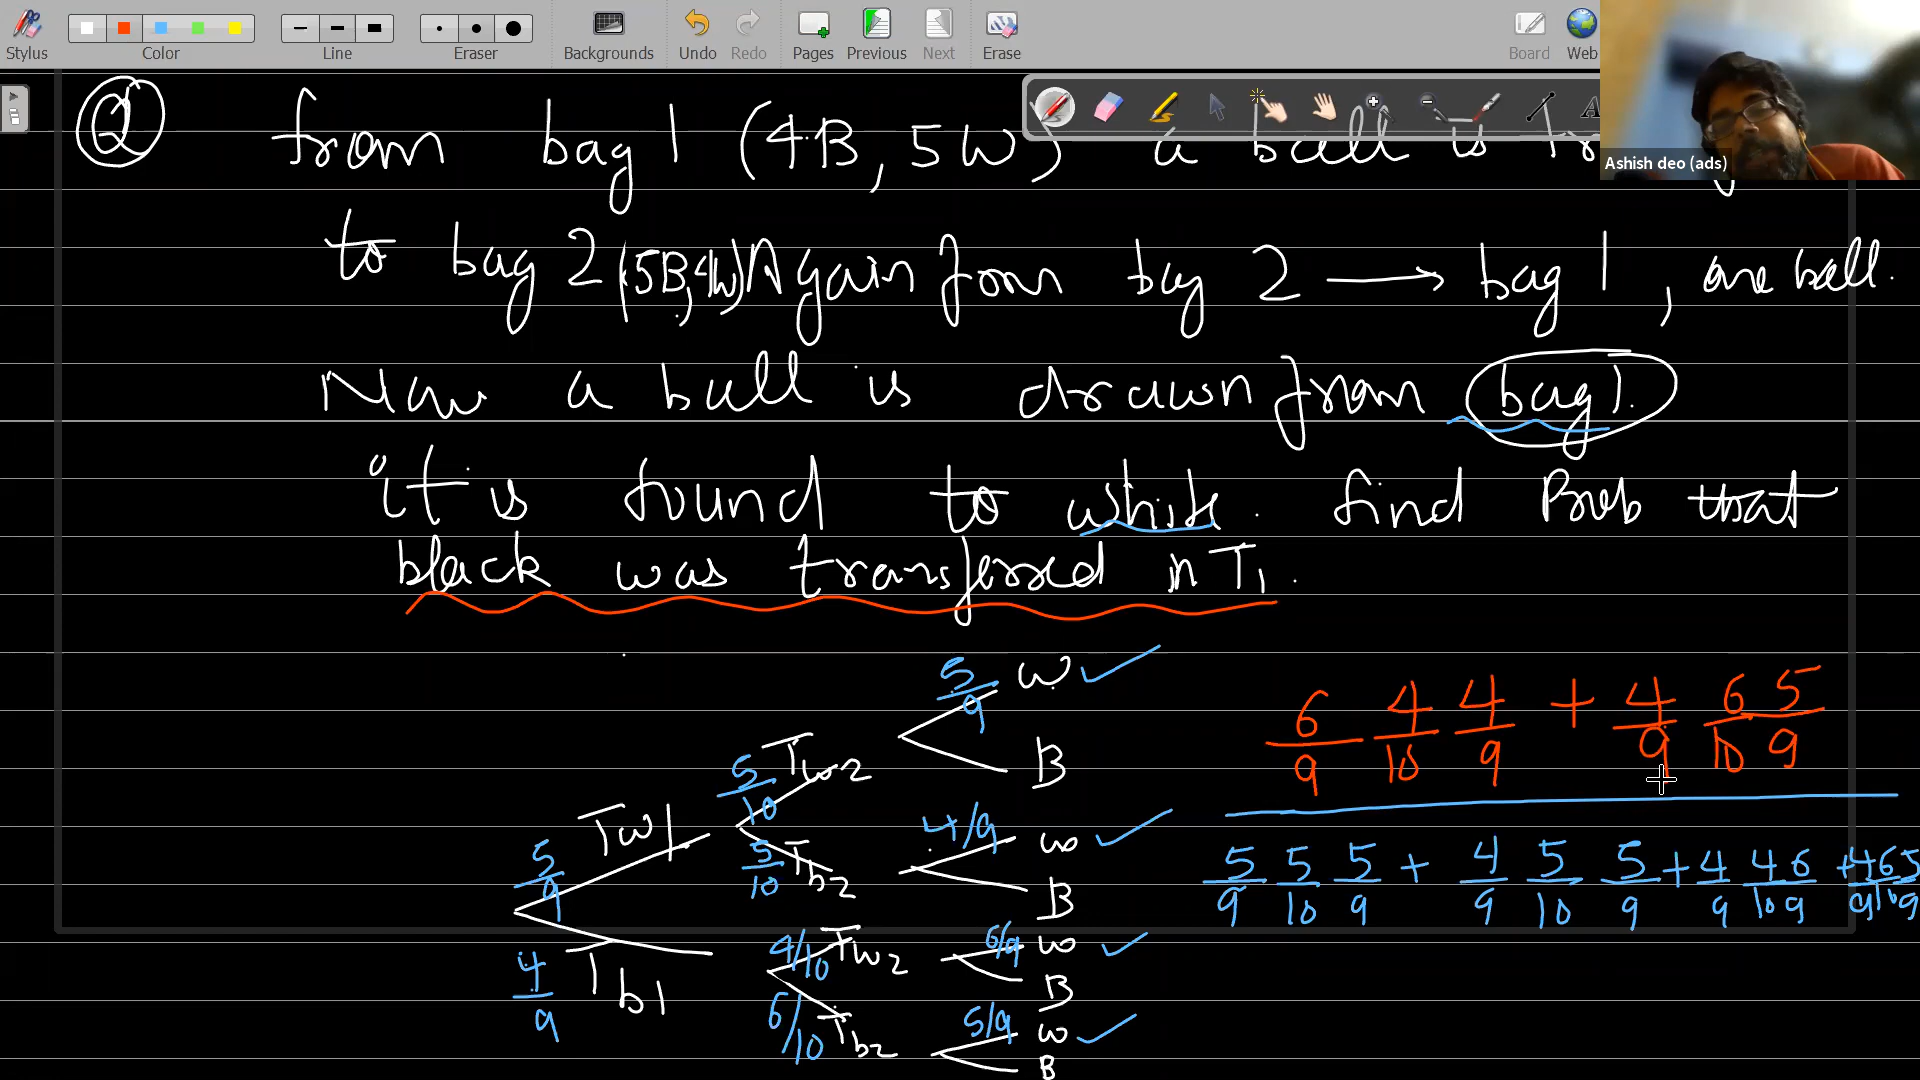 Stylus Color Line Eraser Backgrounds Undo Redo Pages Previous Next Erase Board Web
Ashish deo (ads)
Q from bag 1 (4B, 5W) a ball is
to bag 2 (5B,4W) Again from bag 2 → bag 1, one ball.
Now a ball is drawn from bag 1.
it is found to white. find Prob that
black was transferred in T1.
5/9 W ✓
5/10 Tw2
B
Tw1
5/9
4/9 w ✓
5/10 Tb2
B
4/10 Tw2 6/9 w ✓
4/9 Tb1
B
6/10 Tb2 5/9 w ✓
B
6/9 4/10 4/9 + 4/9 6/10 5/9
5/9 5/10 5/9 + 4/9 5/10 5/9 + 4/9 4/10 6/9 + 4/9 6/10 5/9